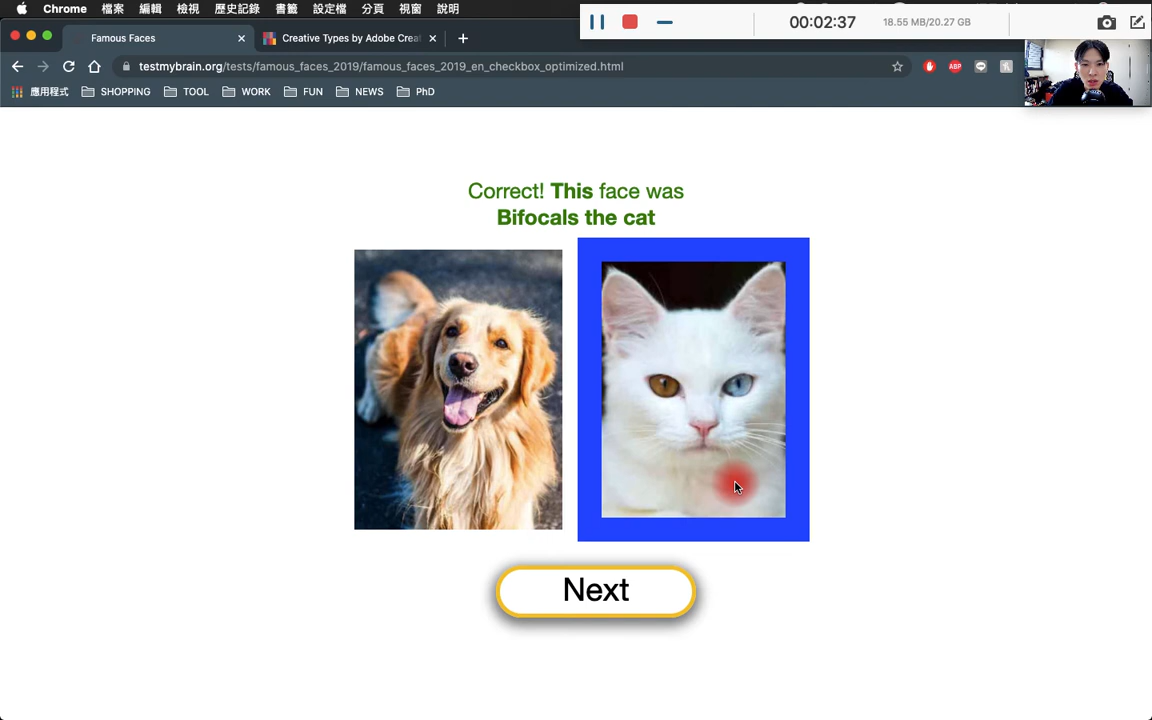 Chrome 檔案 編輯 檢視 歷史記錄 書籤 設定檔 分頁 視窗 說明
00:02:37 18.55 MB/20.27 GB
Famous Faces Creative Types by Adobe Creat
testmybrain.org/tests/famous_faces_2019/famous_faces_2019_en_checkbox_optimized.html
ABP
應用程式 SHOPPING TOOL WORK FUN NEWS PhD
Correct! This face was
Bifocals the cat
Next